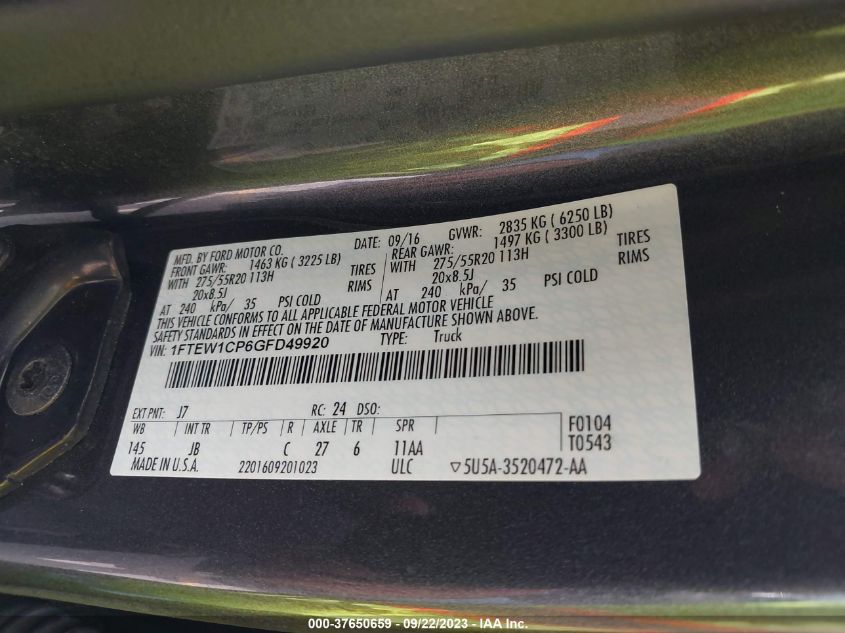 MFD. BY FORD MOTOR CO. DATE: 09/16 GVWR: 2835 KG ( 6250 LB)
FRONT GAWR: 1463 KG ( 3225 LB) REAR GAWR: 1497 KG ( 3300 LB)
WITH 275/55R20 113H TIRES WITH 275/55R20 113H TIRES
20x8.5J RIMS 20x8.5J RIMS
AT 240 kPa/ 35 PSI COLD AT 240 kPa/ 35 PSI COLD
THIS VEHICLE CONFORMS TO ALL APPLICABLE FEDERAL MOTOR VEHICLE
SAFETY STANDARDS IN EFFECT ON THE DATE OF MANUFACTURE SHOWN ABOVE.
VIN: 1FTEW1CP6GFD49920 TYPE: Truck
EXT PNT: J7 RC: 24 DSO:
WB INT TR TP/PS R AXLE TR SPR F0104
145 JB C 27 6 11AA T0543
MADE IN U.S.A. 2201609201023 ULC ▽5U5A-3520472-AA
000-37650659 - 09/22/2023 - IAA Inc.